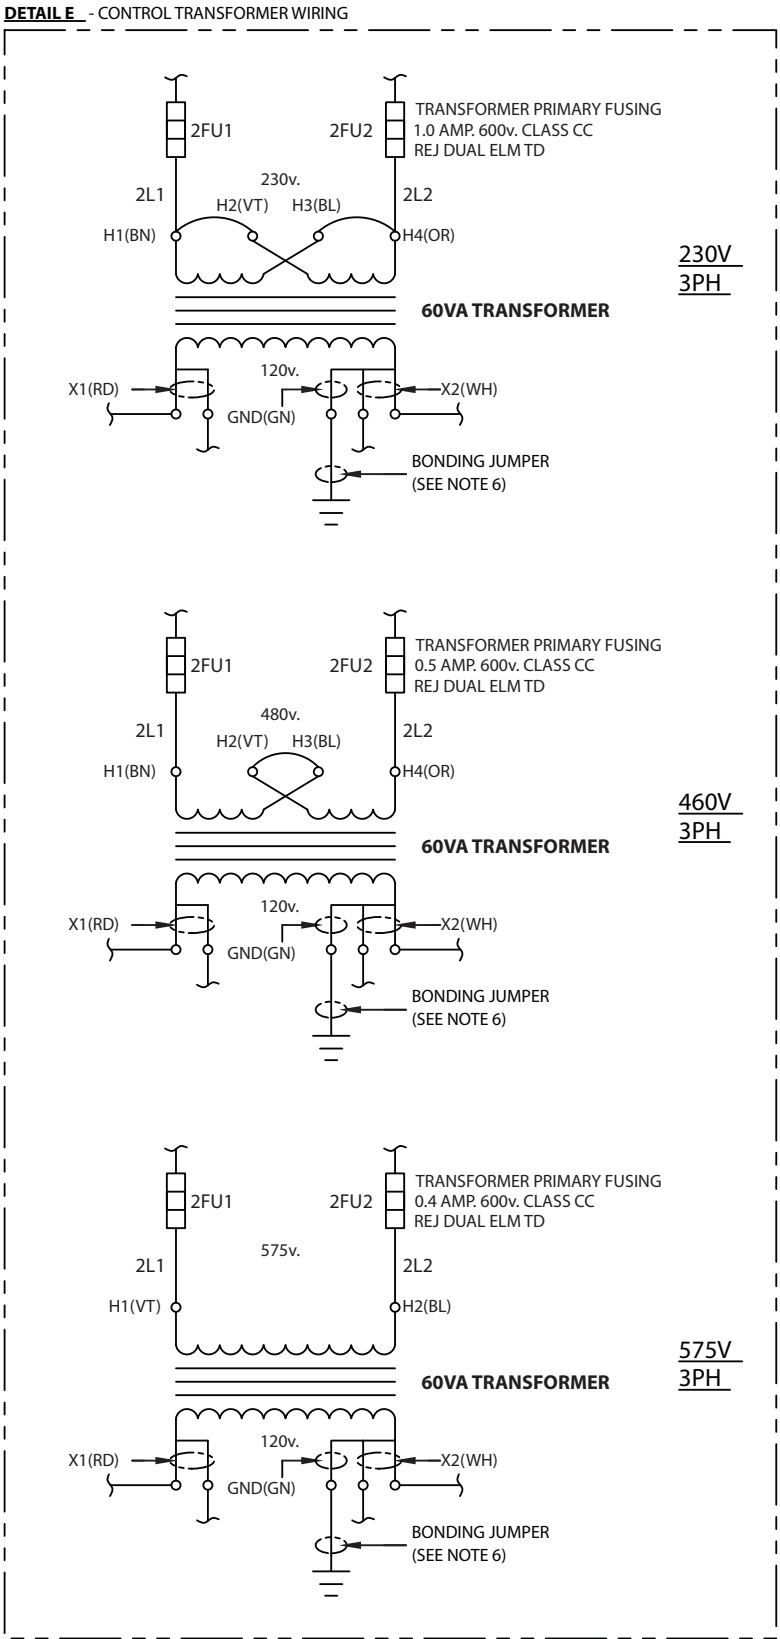 DETAIL E - CONTROL TRANSFORMER WIRING
2FU1
2FU2
TRANSFORMER PRIMARY FUSING
1.0 AMP. 600v. CLASS CC
REJ DUAL ELM TD
2L1
230v.
2L2
H2(VT) H3(BL)
H1(BN)
H4(OR)
230V
3PH
60VA TRANSFORMER
120v.
X1(RD)
X2(WH)
GND(GN)
BONDING JUMPER
(SEE NOTE 6)
2FU1
2FU2
TRANSFORMER PRIMARY FUSING
0.5 AMP. 600v. CLASS CC
REJ DUAL ELM TD
2L1
480v.
2L2
H2(VT) H3(BL)
H1(BN)
H4(OR)
460V
3PH
60VA TRANSFORMER
120v.
X1(RD)
X2(WH)
GND(GN)
BONDING JUMPER
(SEE NOTE 6)
2FU1
2FU2
TRANSFORMER PRIMARY FUSING
0.4 AMP. 600v. CLASS CC
REJ DUAL ELM TD
575v.
2L1
2L2
H1(VT)
H2(BL)
575V
3PH
60VA TRANSFORMER
120v.
X1(RD)
X2(WH)
GND(GN)
BONDING JUMPER
(SEE NOTE 6)